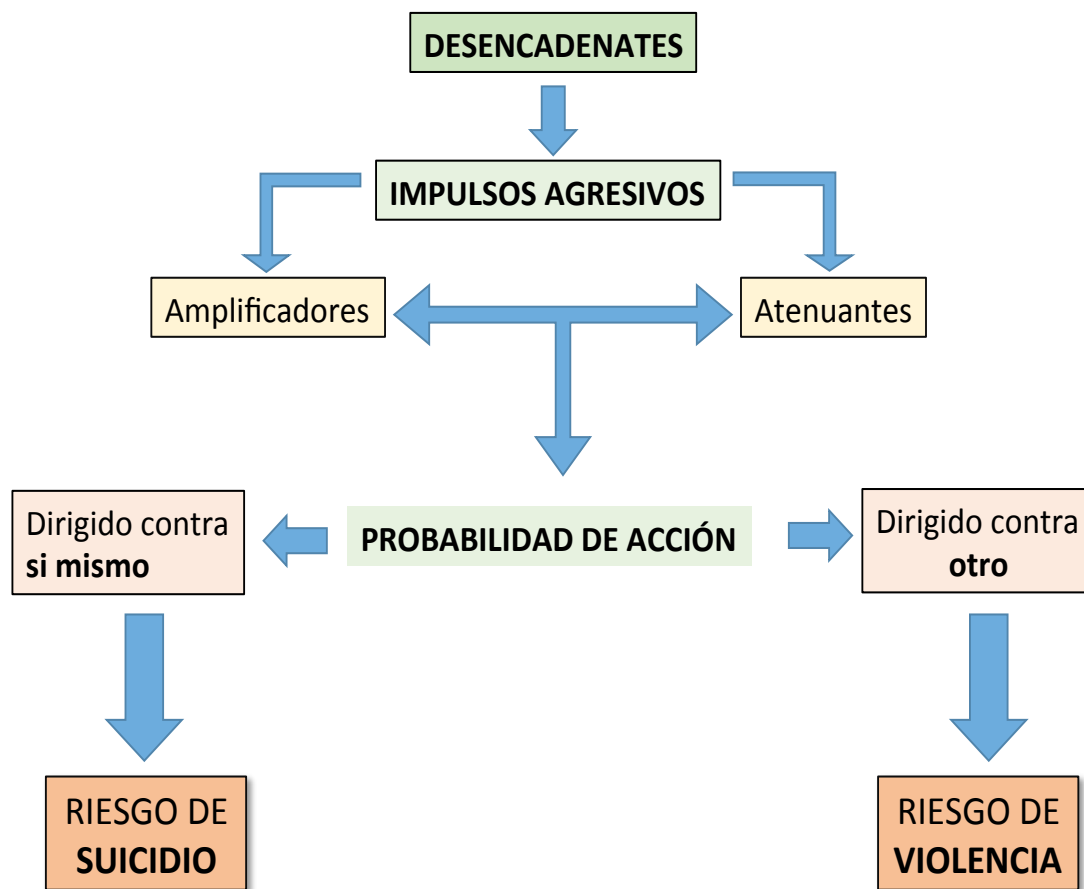 DESENCADENATES
IMPULSOS AGRESIVOS
Amplificadores
Atenuantes
Dirigido contra
si mismo
PROBABILIDAD DE ACCIÓN
Dirigido contra
otro
RIESGO DE
SUICIDIO
RIESGO DE
VIOLENCIA